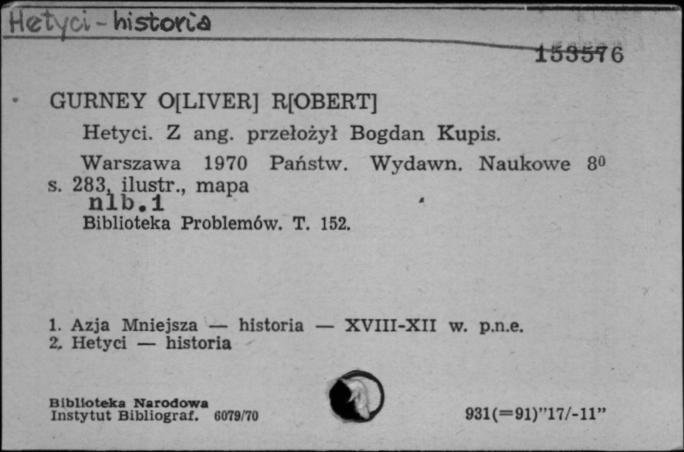 Hetyci - historia
153576
GURNEY O[LIVER] R[OBERT]
Hetyci. Z ang. przełożył Bogdan Kupis.
Warszawa 1970 Państw. Wydawn. Naukowe 8⁰
s. 283, ilustr., mapa
nlb.1
Biblioteka Problemów. T. 152.
1. Azja Mniejsza — historia — XVIII-XII w. p.n.e.
2. Hetyci — historia
Biblioteka Narodowa
Instytut Bibliograf. 6079/70
931(=91)"17/-11"